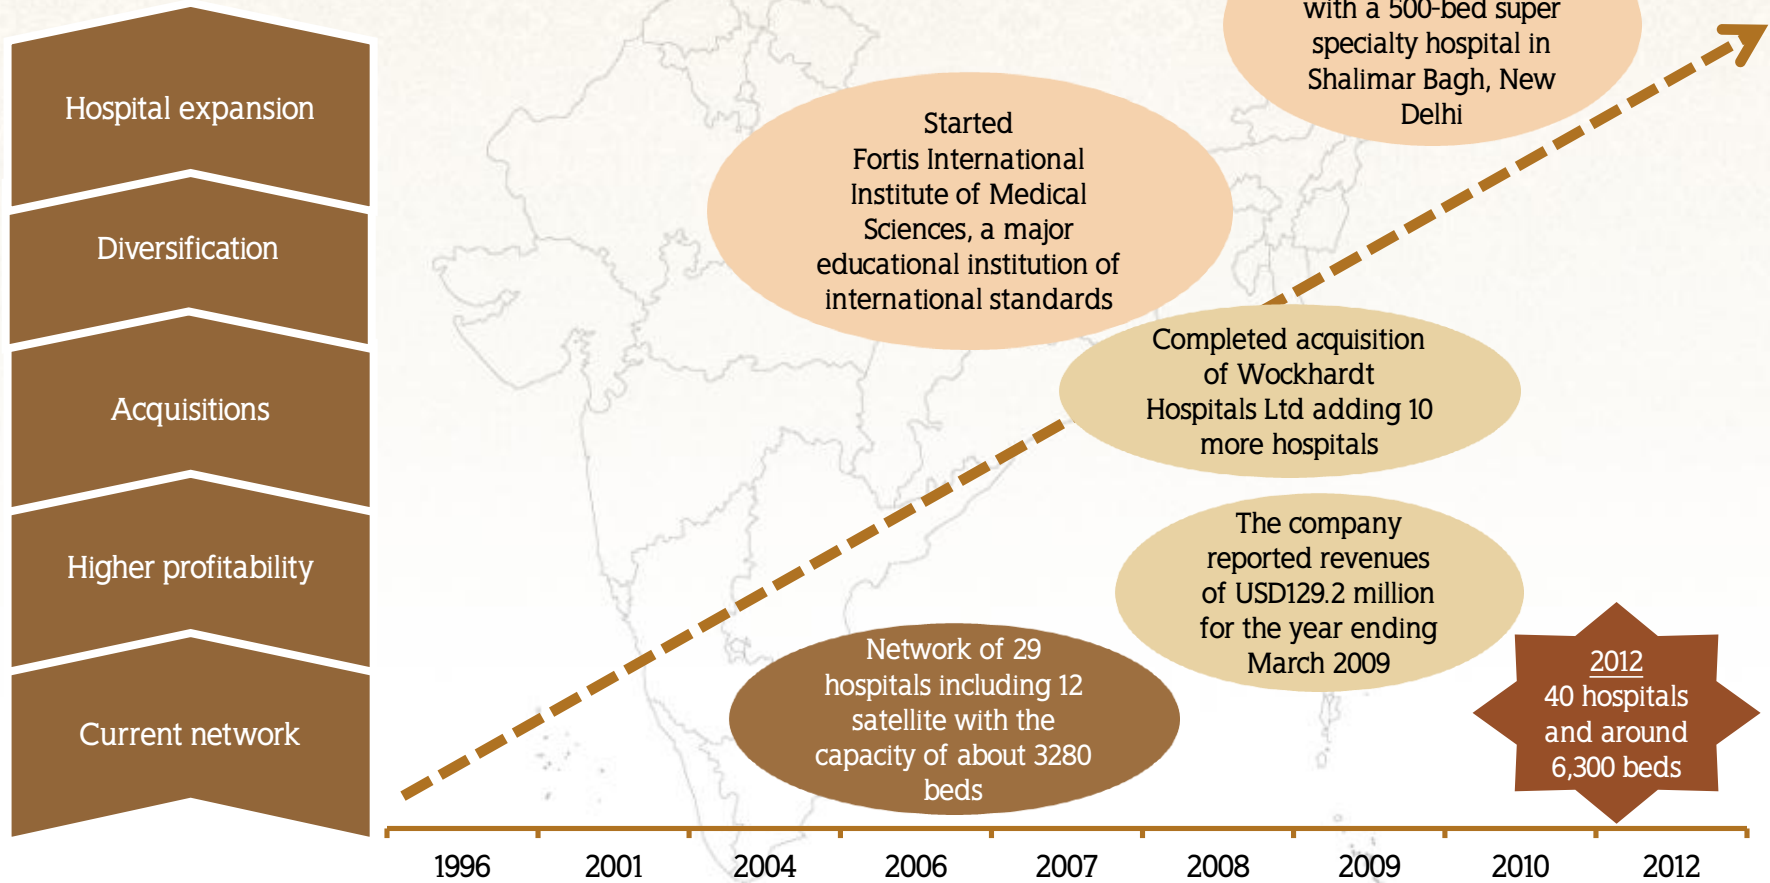 Hospital expansion
Diversification
Acquisitions
Higher profitability
Current network
with a 500-bed super
specialty hospital in
Shalimar Bagh, New
Delhi
Started
Fortis International
Institute of Medical
Sciences, a major
educational institution of
international standards
Completed acquisition
of Wockhardt
Hospitals Ltd adding 10
more hospitals
The company
reported revenues
of USD129.2 million
for the year ending
March 2009
Network of 29
hospitals including 12
satellite with the
capacity of about 3280
beds
2012
40 hospitals
and around
6,300 beds
1996 2001 2004 2006 2007 2008 2009 2010 2012